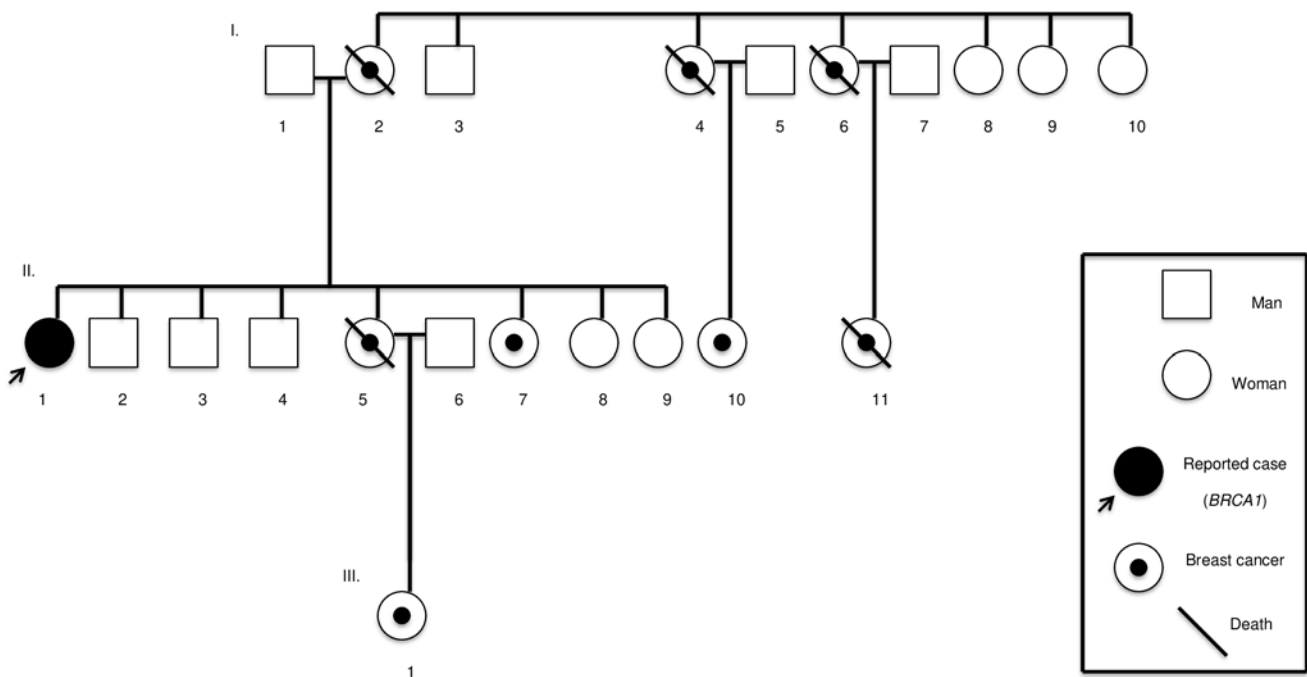 I.
1 2 3 4 5 6 7 8 9 10
II.
1 2 3 4 5 6 7 8 9 10 11
III.
1
Man
Woman
Reported case
(BRCA1)
Breast cancer
Death